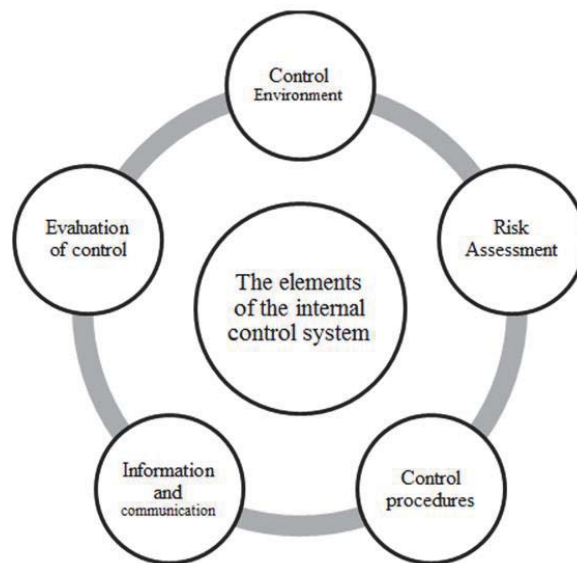 Control
Environment
Risk
Assessment
Control
procedures
Information
and
communication
Evaluation
of control
The elements
of the internal
control system